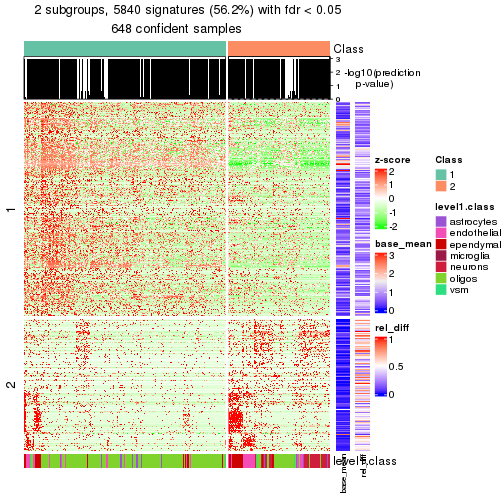 2 subgroups, 5840 signatures (56.2%) with fdr < 0.05
648 confident samples
Class
3
2
1
0
-log10(prediction
p-value)
1
2
z-score
2
1
0
-1
-2
base_mean
3
2
1
0
rel_diff
1
0.5
0
Class
1
2
level1.class
astrocytes
endothelial
ependymal
microglia
neurons
oligos
vsm
level1.class